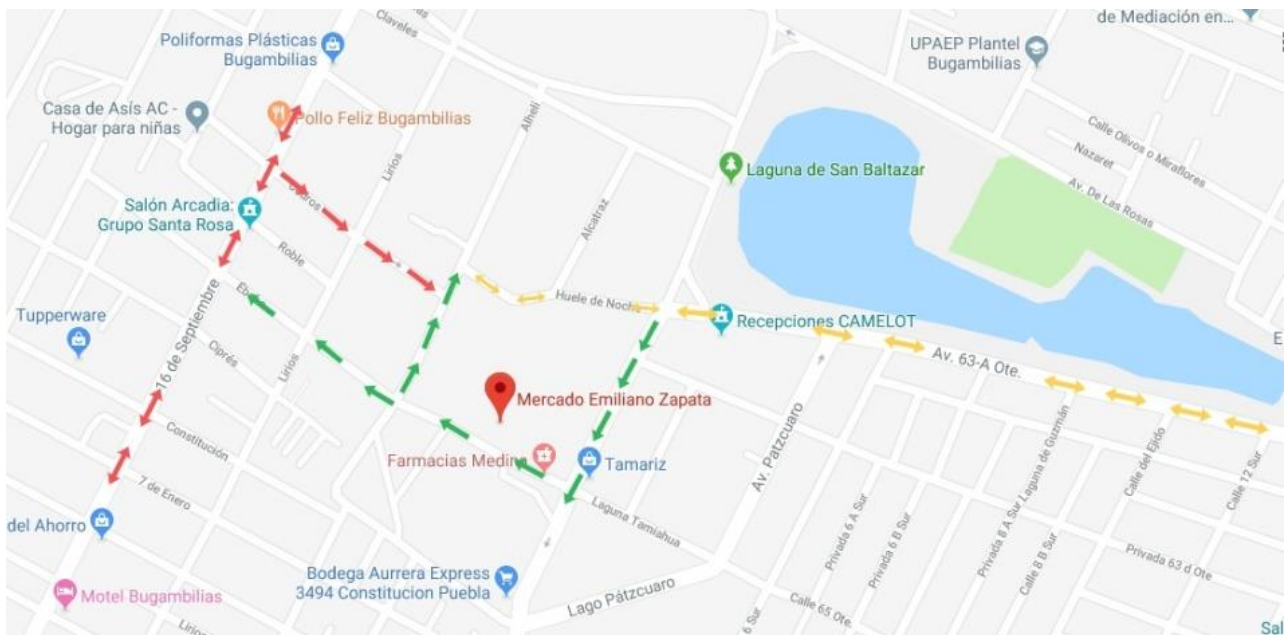 de Mediación en...
Poliformas Plásticas
Bugambilias
Claveles
UPAEP Plantel
Bugambilias
Casa de Asís AC -
Hogar para niñas
Pollo Feliz Bugambilias
Alhelí
Lirios
Calle Olivos o Miraflores
Nazaret
Laguna de San Baltazar
Av. De Las Rosas
Salón Arcadia:
Grupo Santa Rosa
Roble
Alcatraz
Huele de Noche
Recepciones CAMELOT
Tupperware
Ciprés
Lirios
16 de Septiembre
Av. 63-A Ote.
E
Mercado Emiliano Zapata
Constitución
Farmacias Medina
Tamariz
Av. Patzcuaro
7 de Enero
del Ahorro
Laguna Tamiahua
Privada 6 A Sur
Privada 6 B Sur
Privada 8 A Sur Laguna de Guzmán
Calle 8 B Sur
Calle del Ejido
Calle 12 Sur
Privada 63 d Ote
Bodega Aurrera Express
3494 Constitucion Puebla
Motel Bugambilias
Lago Pátzcuaro
Calle 65 Ote.
6 Sur
Lirios
Sal